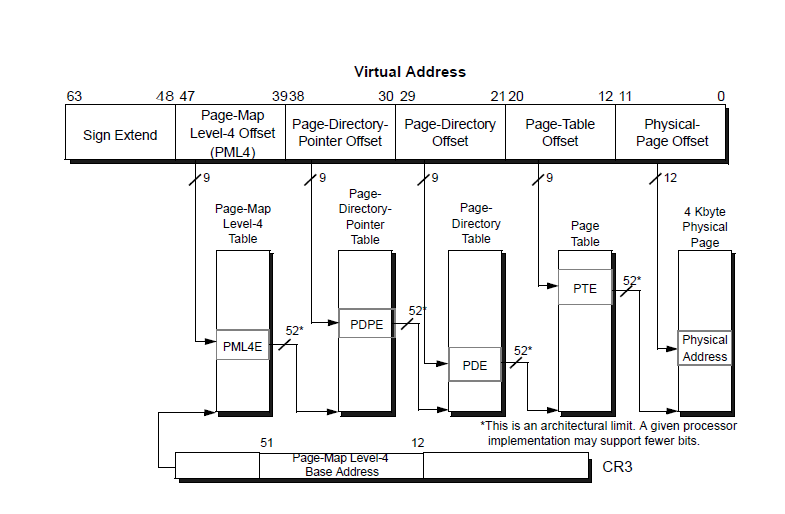 Virtual Address
63 48 47 39 38 30 29 21 20 12 11 0
Sign Extend
Page-Map
Level-4 Offset
(PML4)
Page-Directory-
Pointer Offset
Page-Directory
Offset
Page-Table
Offset
Physical-
Page Offset
9 9 9 9 12
Page-Map
Level-4
Table
Page-
Directory-
Pointer
Table
Page-
Directory
Table
Page
Table
4 Kbyte
Physical
Page
PML4E
52*
PDPE
52*
PDE
52*
PTE
52*
Physical
Address
*This is an architectural limit. A given processor
implementation may support fewer bits.
51 12
Page-Map Level-4
Base Address
CR3